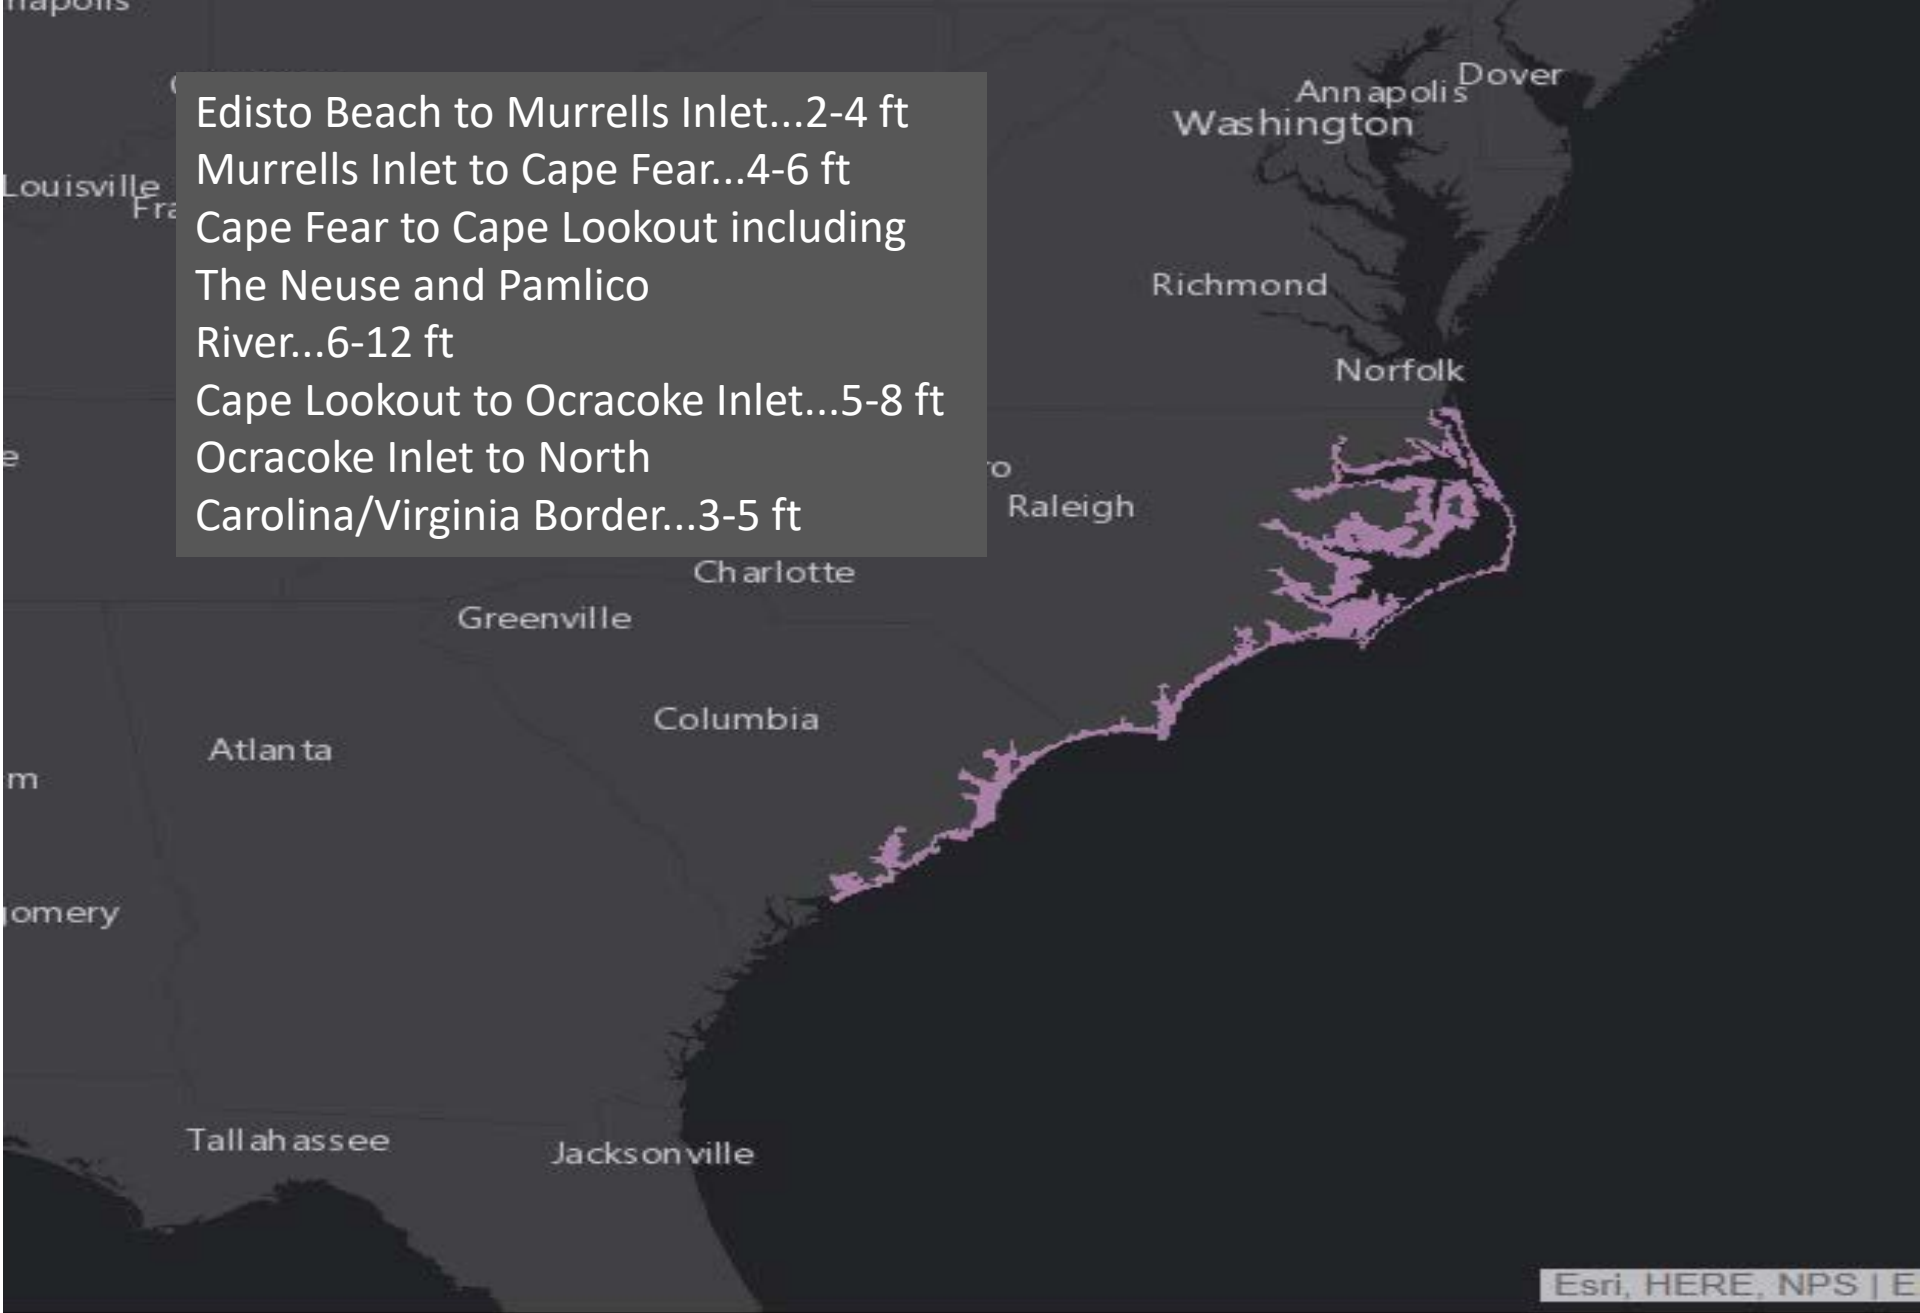 Edisto Beach to Murrells Inlet...2-4 ft
Murrells Inlet to Cape Fear...4-6 ft
Cape Fear to Cape Lookout including
The Neuse and Pamlico
River...6-12 ft
Cape Lookout to Ocracoke Inlet...5-8 ft
Ocracoke Inlet to North
Carolina/Virginia Border...3-5 ft
Dover
Annapolis
Washington
Louisville
Richmond
Norfolk
Raleigh
Charlotte
Greenville
Columbia
Atlanta
Tallahassee
Jacksonville
Esri, HERE, NPS | E